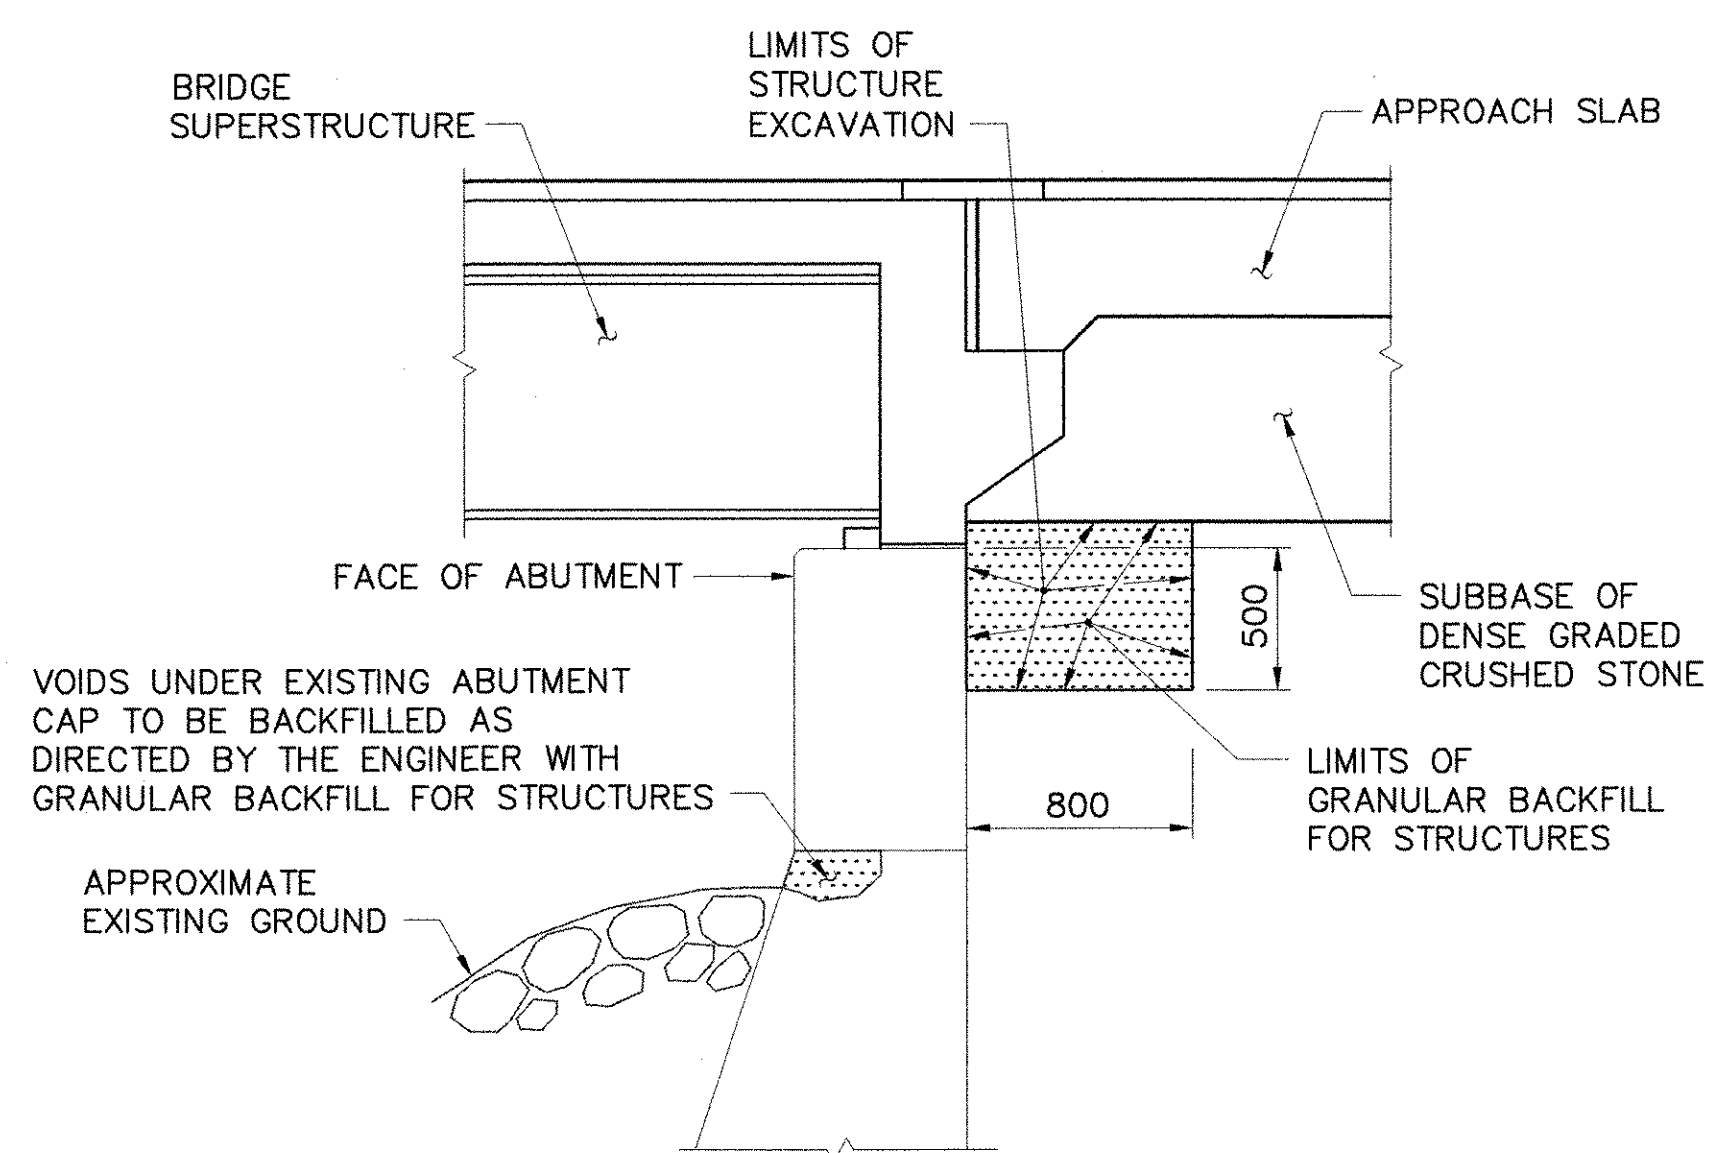 LIMITS OF
STRUCTURE
EXCAVATION
BRIDGE
SUPERSTRUCTURE
APPROACH SLAB
FACE OF ABUTMENT
500
SUBBASE OF
DENSE GRADED
CRUSHED STONE
VOIDS UNDER EXISTING ABUTMENT
CAP TO BE BACKFILLED AS
DIRECTED BY THE ENGINEER WITH
GRANULAR BACKFILL FOR STRUCTURES
800
LIMITS OF
GRANULAR BACKFILL
FOR STRUCTURES
APPROXIMATE
EXISTING GROUND